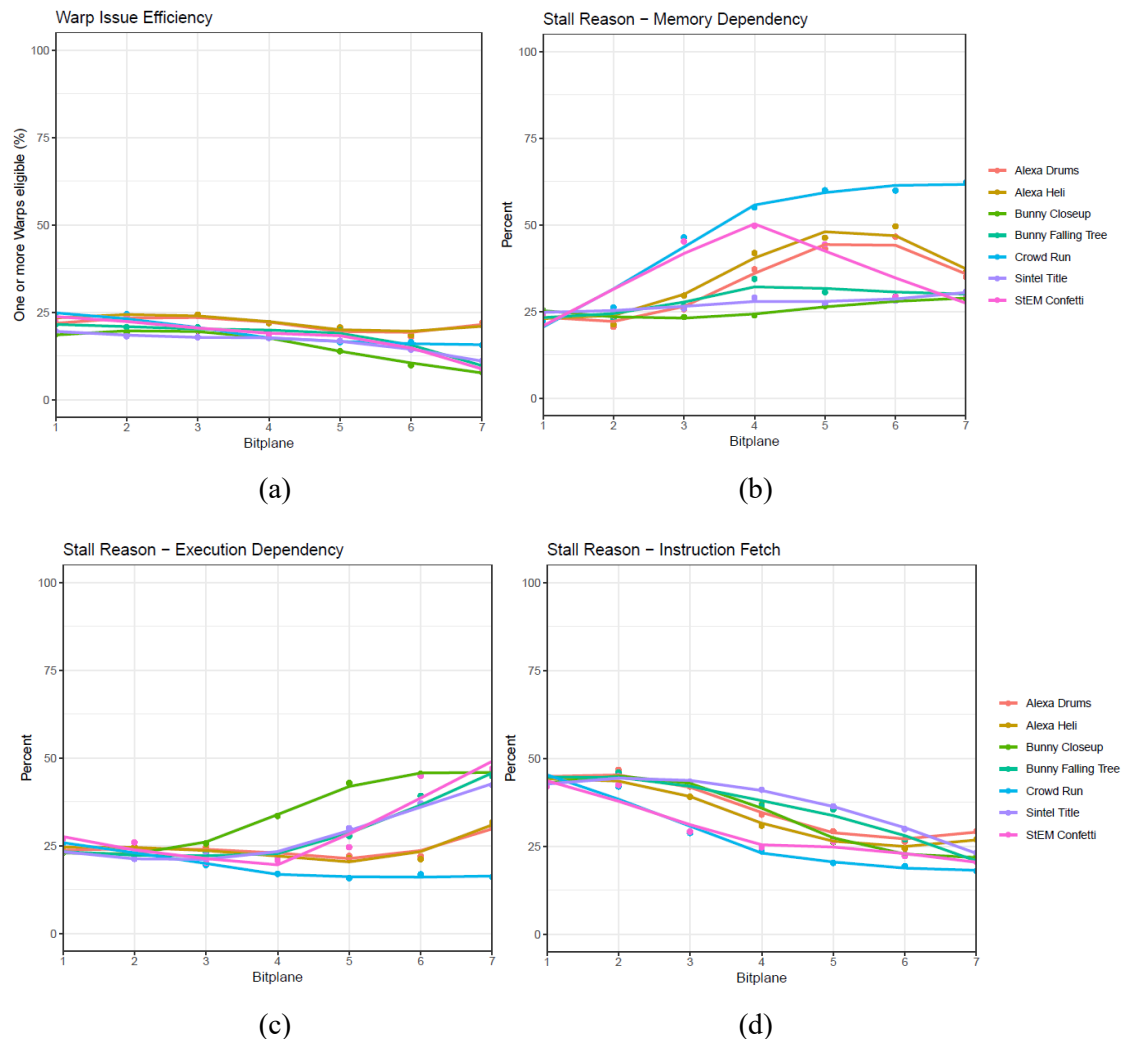 Warp Issue Efficiency
One or more Warps eligible (%)
100
75
50
25
0
1 2 3 4 5 6 7
Bitplane
(a)
Stall Reason − Memory Dependency
Percent
100
75
50
25
0
1 2 3 4 5 6 7
Bitplane
(b)
Alexa Drums
Alexa Heli
Bunny Closeup
Bunny Falling Tree
Crowd Run
Sintel Title
StEM Confetti
Stall Reason − Execution Dependency
Percent
100
75
50
25
0
1 2 3 4 5 6 7
Bitplane
(c)
Stall Reason − Instruction Fetch
Percent
100
75
50
25
0
1 2 3 4 5 6 7
Bitplane
(d)
Alexa Drums
Alexa Heli
Bunny Closeup
Bunny Falling Tree
Crowd Run
Sintel Title
StEM Confetti